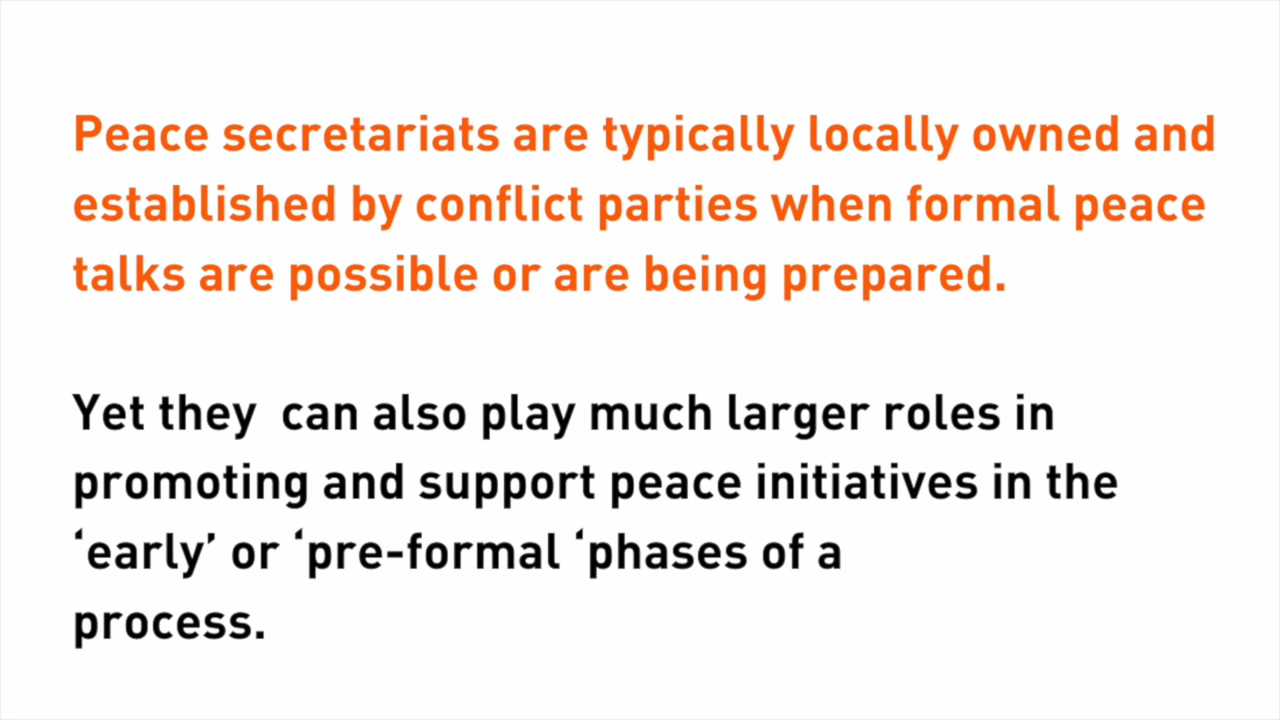 Peace secretariats are typically locally owned and
established by conflict parties when formal peace
talks are possible or are being prepared.
Yet they  can also play much larger roles in
promoting and support peace initiatives in the
‘early’ or ‘pre-formal ‘phases of a
process.